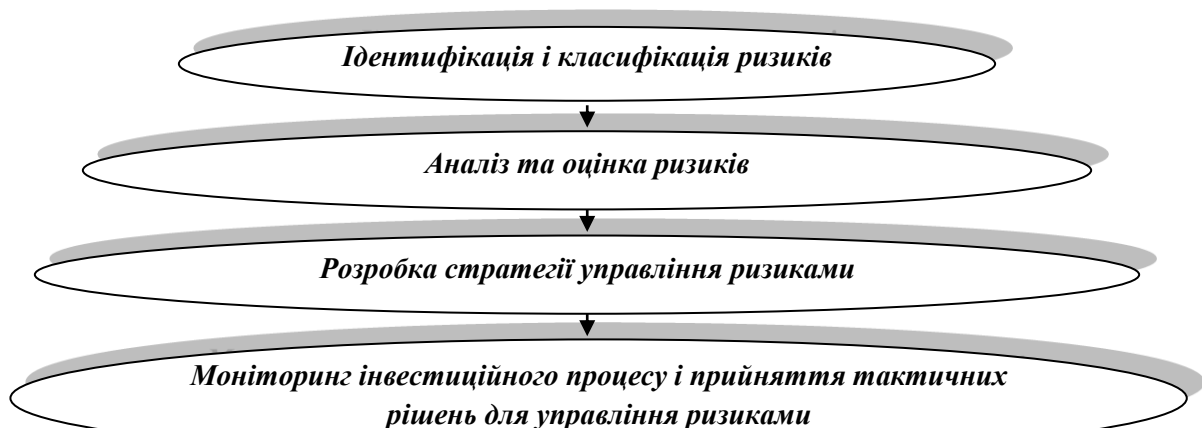 Ідентифікація і класифікація ризиків
Аналіз та оцінка ризиків
Розробка стратегії управління ризиками
Моніторинг інвестиційного процесу і прийняття тактичних
рішень для управління ризиками